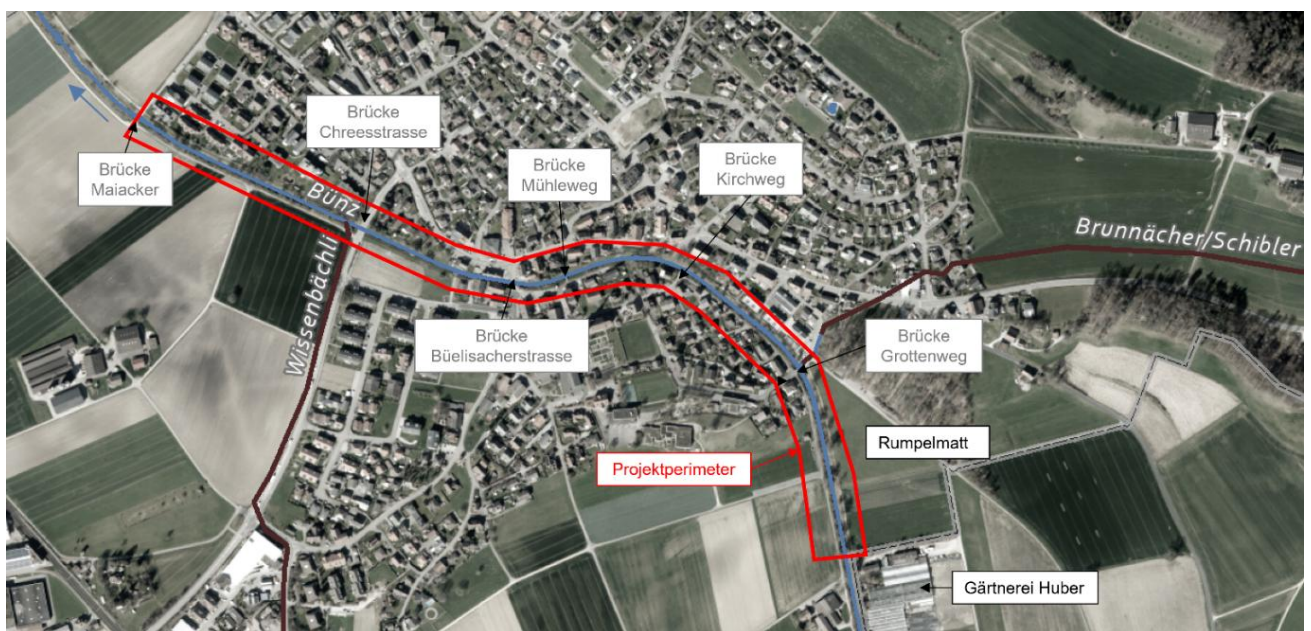 Brücke
Chreesstrasse
Brücke
Maiacker
Bünz
Brücke
Mühleweg
Brücke
Kirchweg
Brunnächer/Schibler
Wissenbächli
Brücke
Büelisacherstrasse
Brücke
Grottenweg
Rumpelmatt
Projektperimeter
Gärtnerei Huber